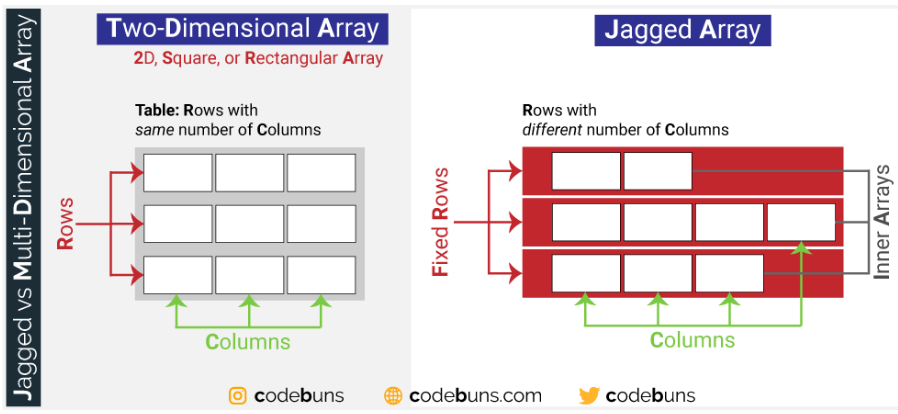 Jagged vs Multi-Dimensional Array
Two-Dimensional Array
2D, Square, or Rectangular Array
Table: Rows with
same number of Columns
Rows
Columns
Jagged Array
Rows with
different number of Columns
Fixed Rows
Inner Arrays
Columns
codebuns
codebuns.com
codebuns